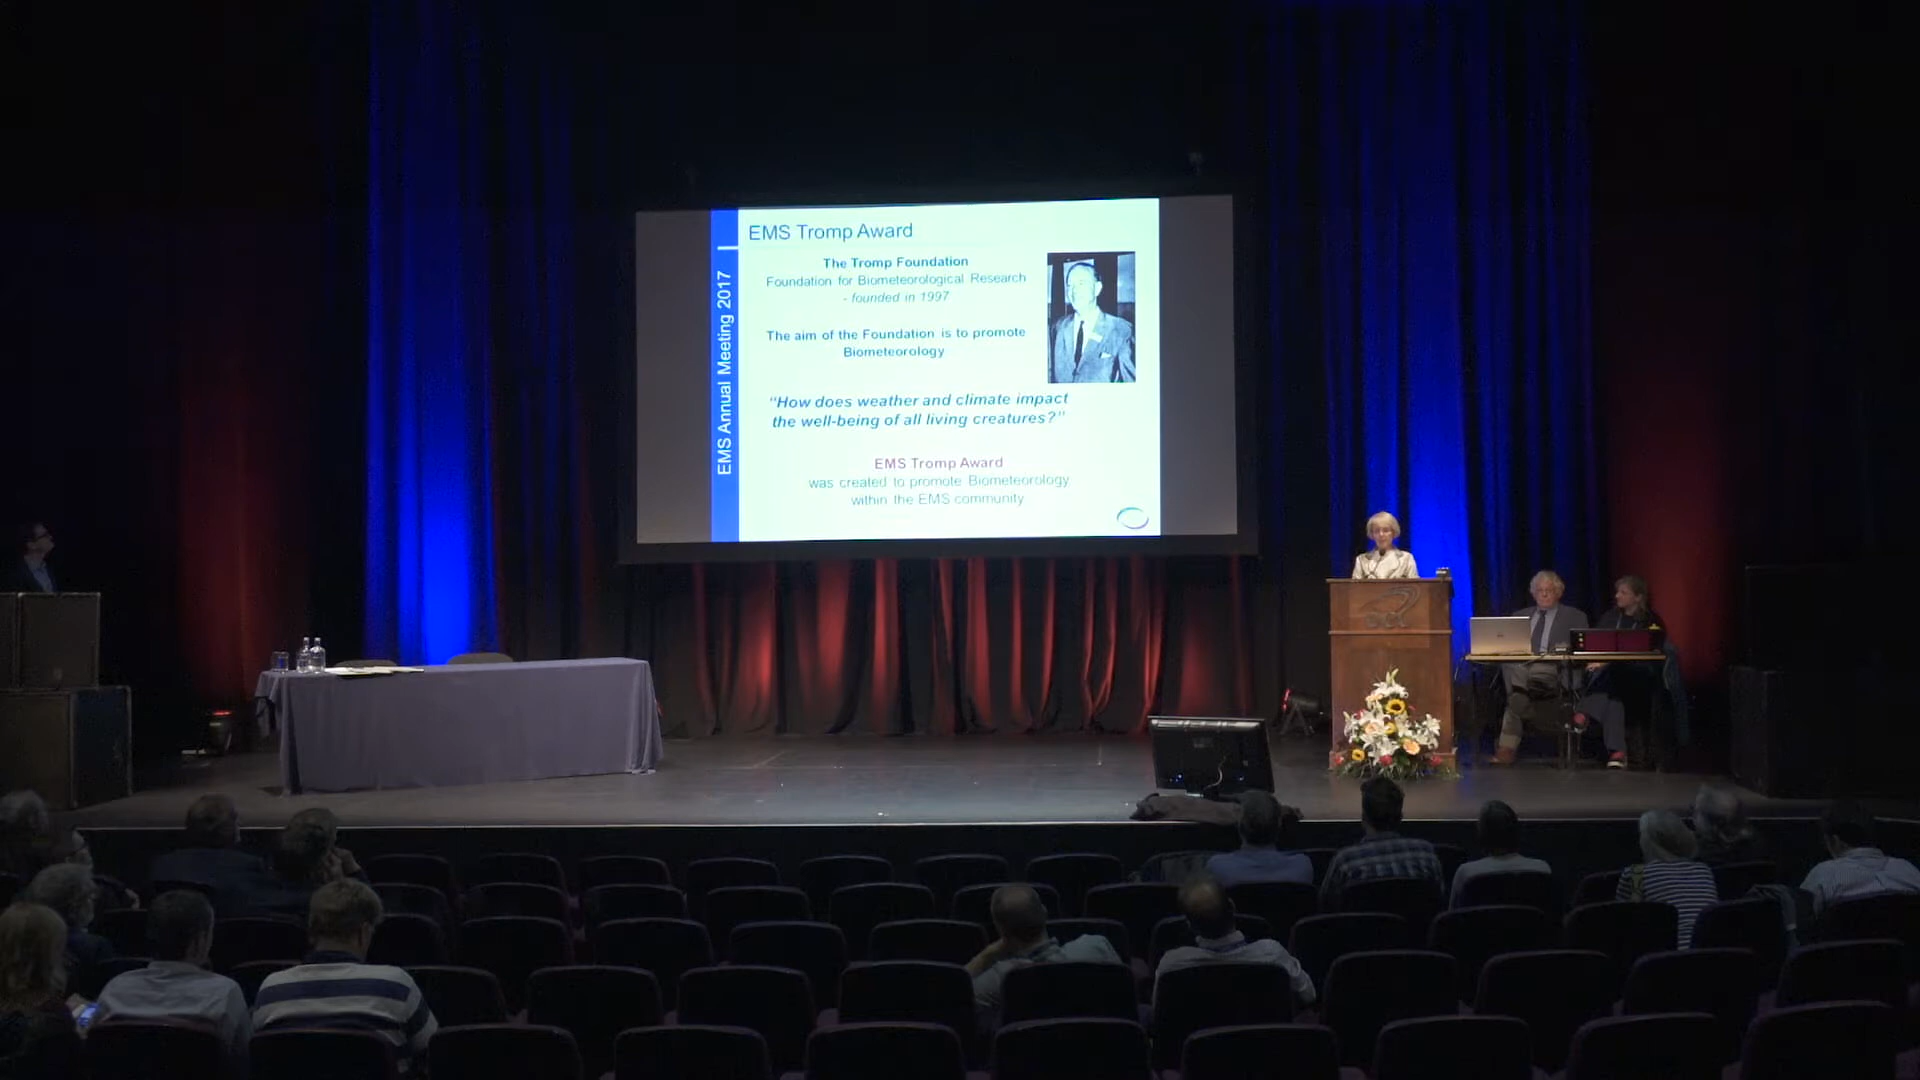 EMS Annual Meeting 2017
EMS Tromp Award
The Tromp Foundation
Foundation for Biometeorological Research
- founded in 1997
The aim of the Foundation is to promote
Biometeorology
“How does weather and climate impact
the well-being of all living creatures?”
EMS Tromp Award
was created to promote Biometeorology
within the EMS community